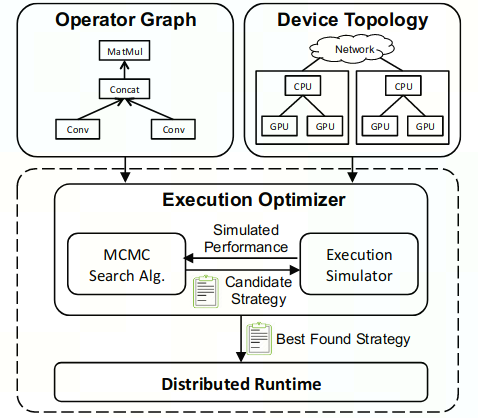 Operator Graph
MatMul
Concat
Conv
Conv
Device Topology
Network
CPU
CPU
GPU
GPU
GPU
GPU
Execution Optimizer
MCMC
Search Alg.
Simulated
Performance
Candidate
Strategy
Execution
Simulator
Best Found Strategy
Distributed Runtime